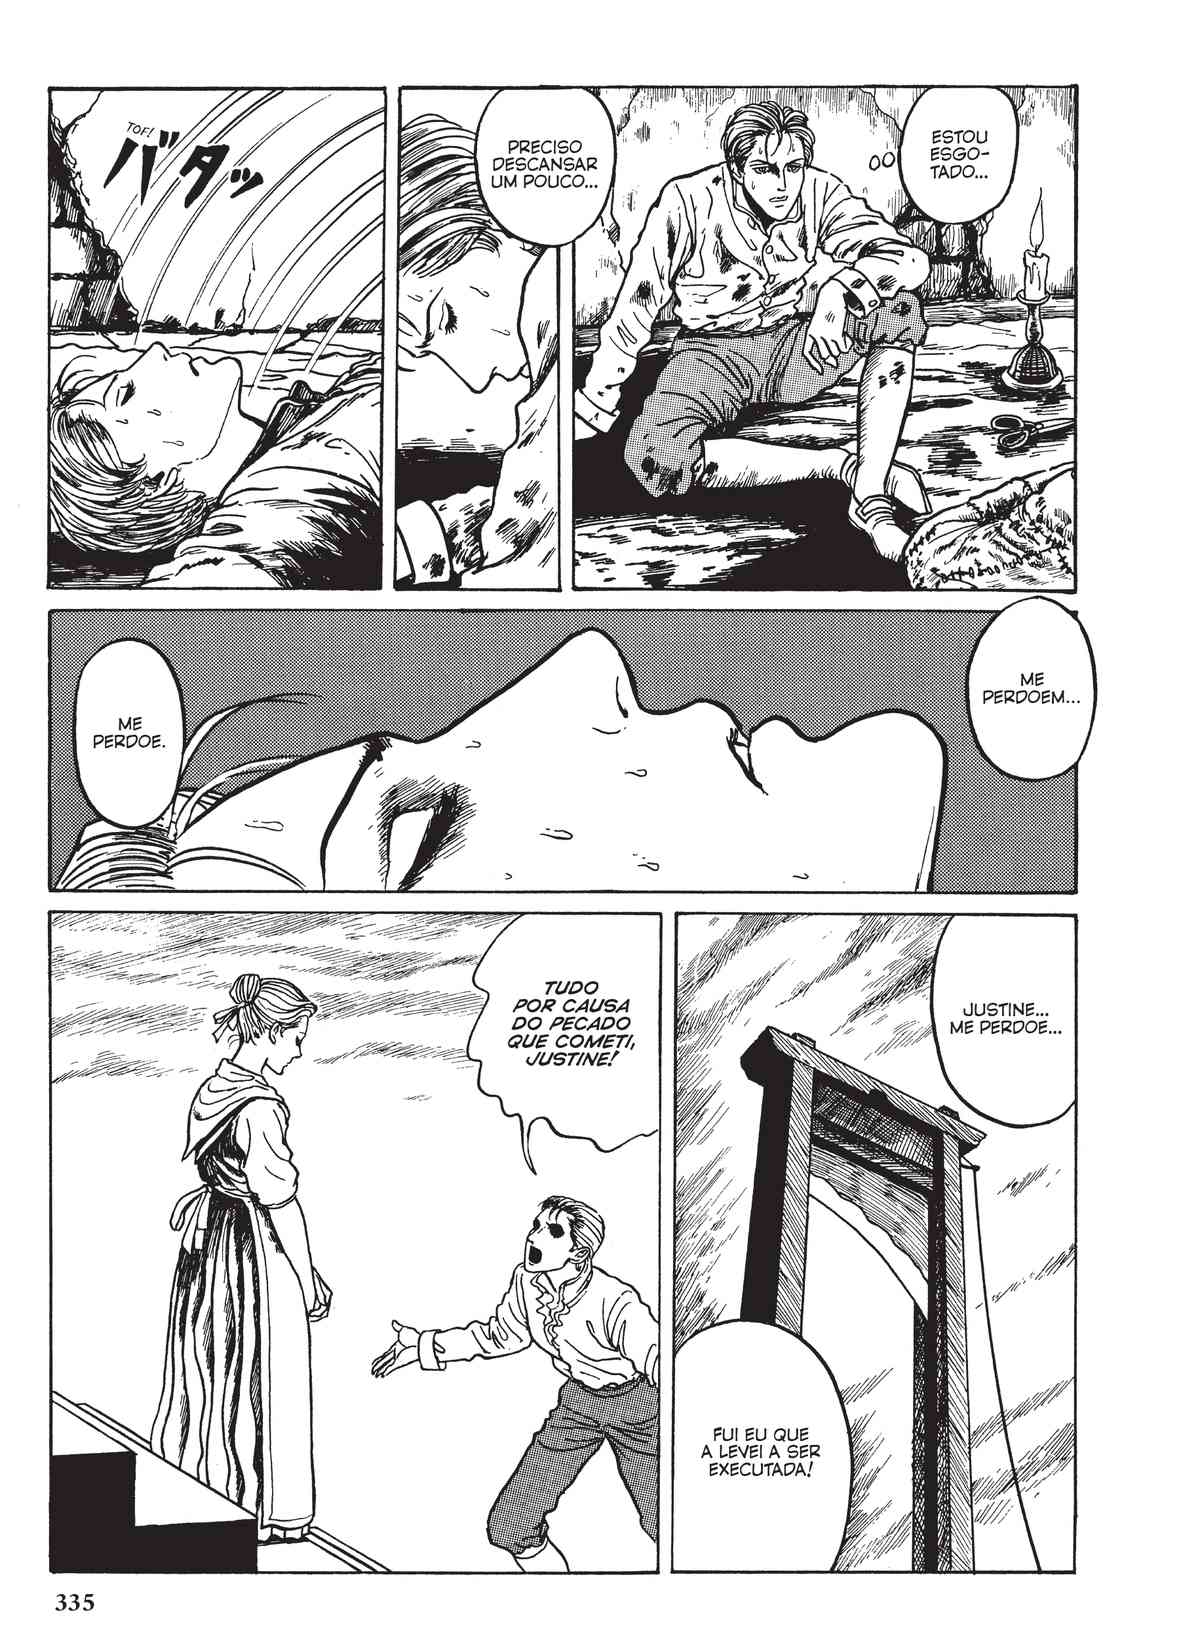 ESTOU
ESGO-
TADO...
PRECISO
DESCANSAR
UM POUCO...
TOF!
バタッ
ME
PERDOEM...
ME
PERDOE.
JUSTINE...
ME PERDOE...
FUI EU QUE
A LEVEI A SER
EXECUTADA!
TUDO
POR CAUSA
DO PECADO
QUE COMETI,
JUSTINE!
335